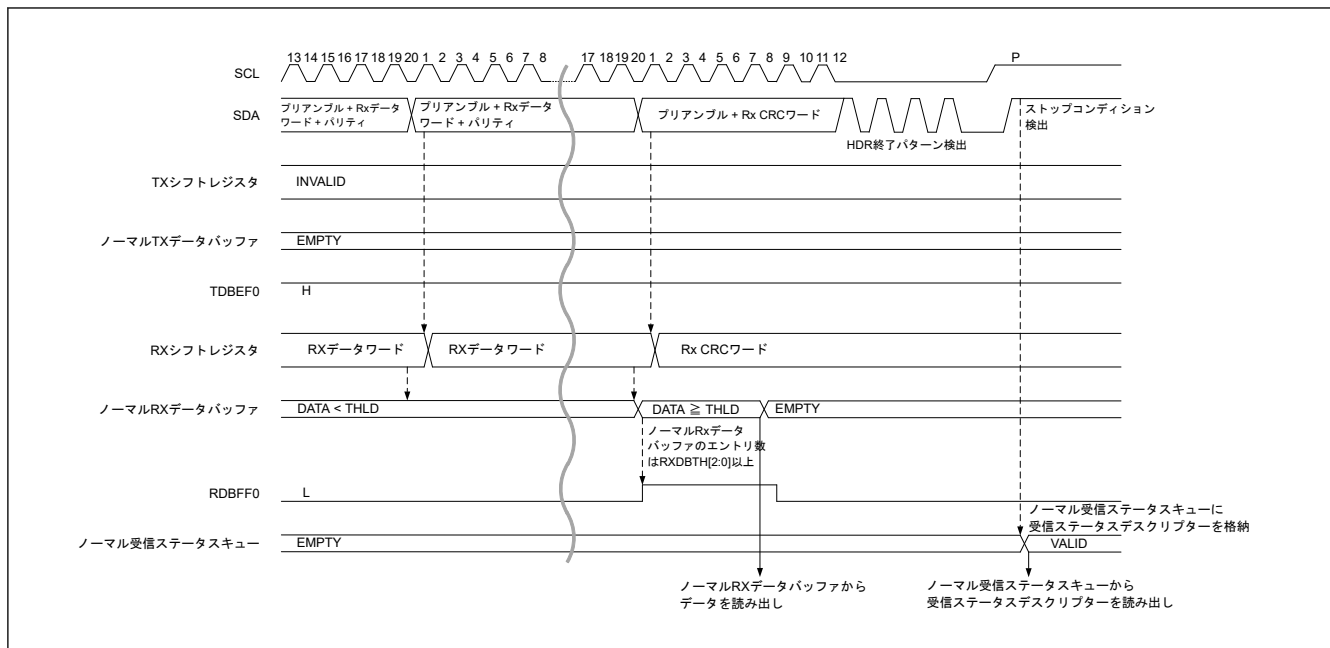 13 14 15 16 17 18 19 20 1 2 3 4 5 6 7 8 17 18 19 20 1 2 3 4 5 6 7 8 9 10 11 12 P
SCL
SDA
プリアンブル + Rxデータ
ワード + パリティ
プリアンブル + Rxデータ
ワード + パリティ
プリアンブル + Rx CRCワード
HDR終了パターン検出
ストップコンディション
検出
TXシフトレジスタ
INVALID
ノーマルTXデータバッファ
EMPTY
TDBEF0
H
RXシフトレジスタ
RXデータワード
RXデータワード
Rx CRCワード
ノーマルRXデータバッファ
DATA < THLD
DATA ≧ THLD
EMPTY
ノーマルRxデータ
バッファのエントリ数
はRXDBTH[2:0]以上
RDBFF0
L
ノーマル受信ステータスキューに
受信ステータスデスクリプターを格納
ノーマル受信ステータスキュー
EMPTY
VALID
ノーマルRXデータバッファから
データを読み出し
ノーマル受信ステータスキューから
受信ステータスデスクリプターを読み出し